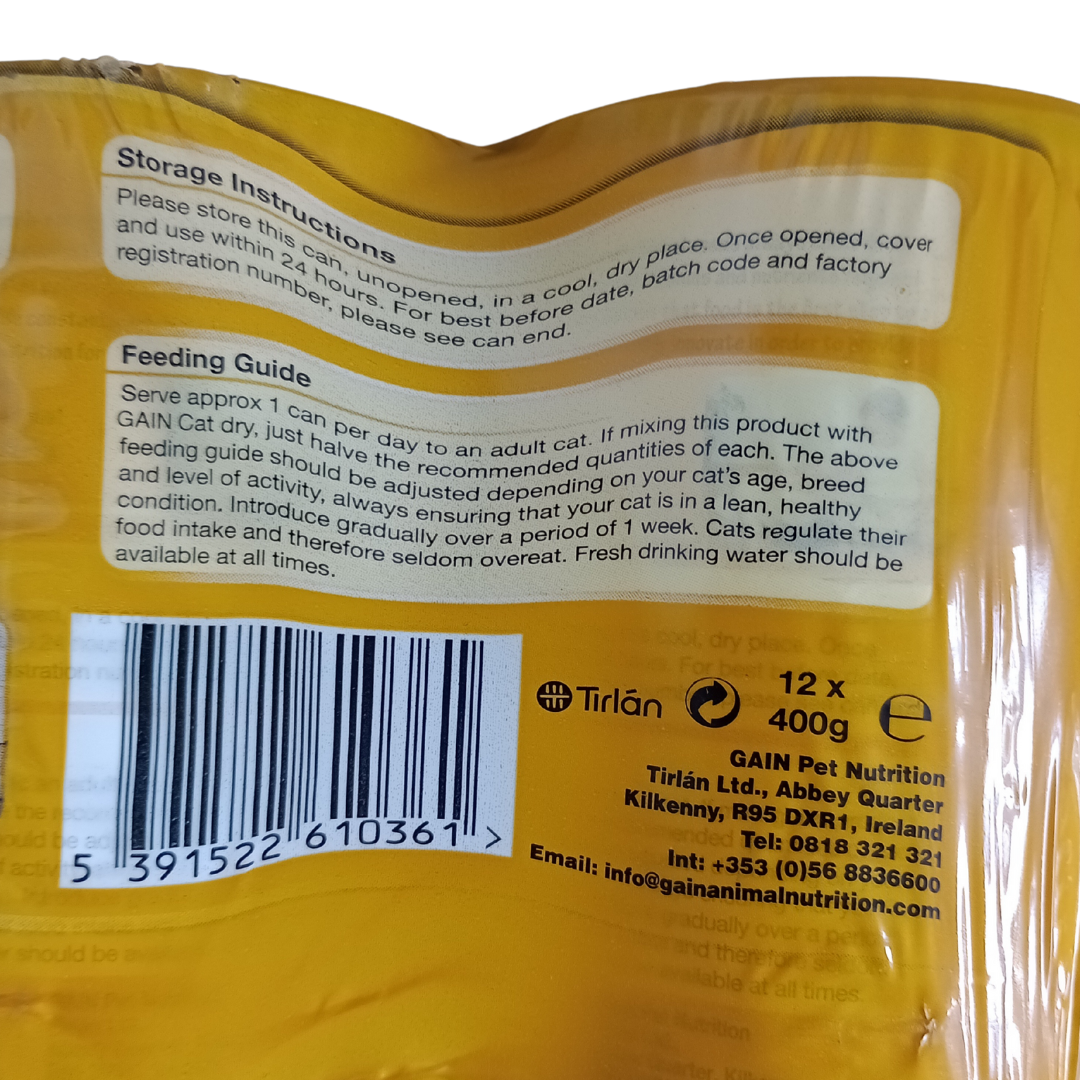 Storage Instructions
Please store this can, unopened, in a cool, dry place. Once opened, cover
and use within 24 hours. For best before date, batch code and factory
registration number, please see can end.
Feeding Guide
Serve approx 1 can per day to an adult cat. If mixing this product with
GAIN Cat dry, just halve the recommended quantities of each. The above
feeding guide should be adjusted depending on your cat's age, breed
and level of activity, always ensuring that your cat is in a lean, healthy
condition. Introduce gradually over a period of 1 week. Cats regulate their
food intake and therefore seldom overeat. Fresh drinking water should be
available at all times.
5 391522 610361 >
Tirlán
12 x
400g
e
GAIN Pet Nutrition
Tirlán Ltd., Abbey Quarter
Kilkenny, R95 DXR1, Ireland
Tel: 0818 321 321
Int: +353 (0)56 8836600
Email: info@gainanimalnutrition.com